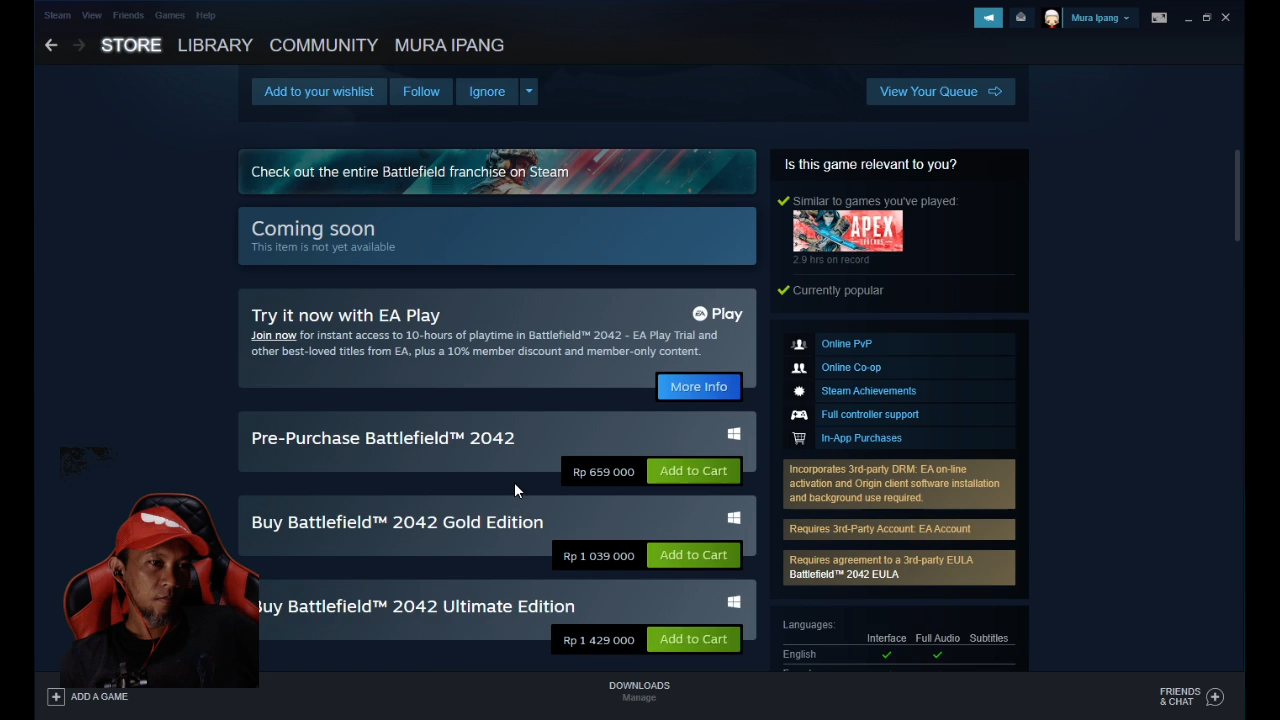 Steam View Friends Games Help
Mura Ipang
STORE LIBRARY COMMUNITY MURA IPANG
Add to your wishlist Follow Ignore View Your Queue
Check out the entire Battlefield franchise on Steam
Coming soon
This item is not yet available
Try it now with EA Play
EA Play
Join now for instant access to 10-hours of playtime in Battlefield™ 2042 - EA Play Trial and
other best-loved titles from EA, plus a 10% member discount and member-only content.
More Info
Pre-Purchase Battlefield™ 2042
Rp 659 000 Add to Cart
Buy Battlefield™ 2042 Gold Edition
Rp 1 039 000 Add to Cart
Buy Battlefield™ 2042 Ultimate Edition
Rp 1 429 000 Add to Cart
Is this game relevant to you?
Similar to games you've played:
APEX
LEGENDS
2.9 hrs on record
Currently popular
Online PvP
Online Co-op
Steam Achievements
Full controller support
In-App Purchases
Incorporates 3rd-party DRM: EA on-line
activation and Origin client software installation
and background use required.
Requires 3rd-Party Account: EA Account
Requires agreement to a 3rd-party EULA
Battlefield™ 2042 EULA
Languages:
Interface Full Audio Subtitles
English
ADD A GAME
DOWNLOADS
Manage
FRIENDS
& CHAT